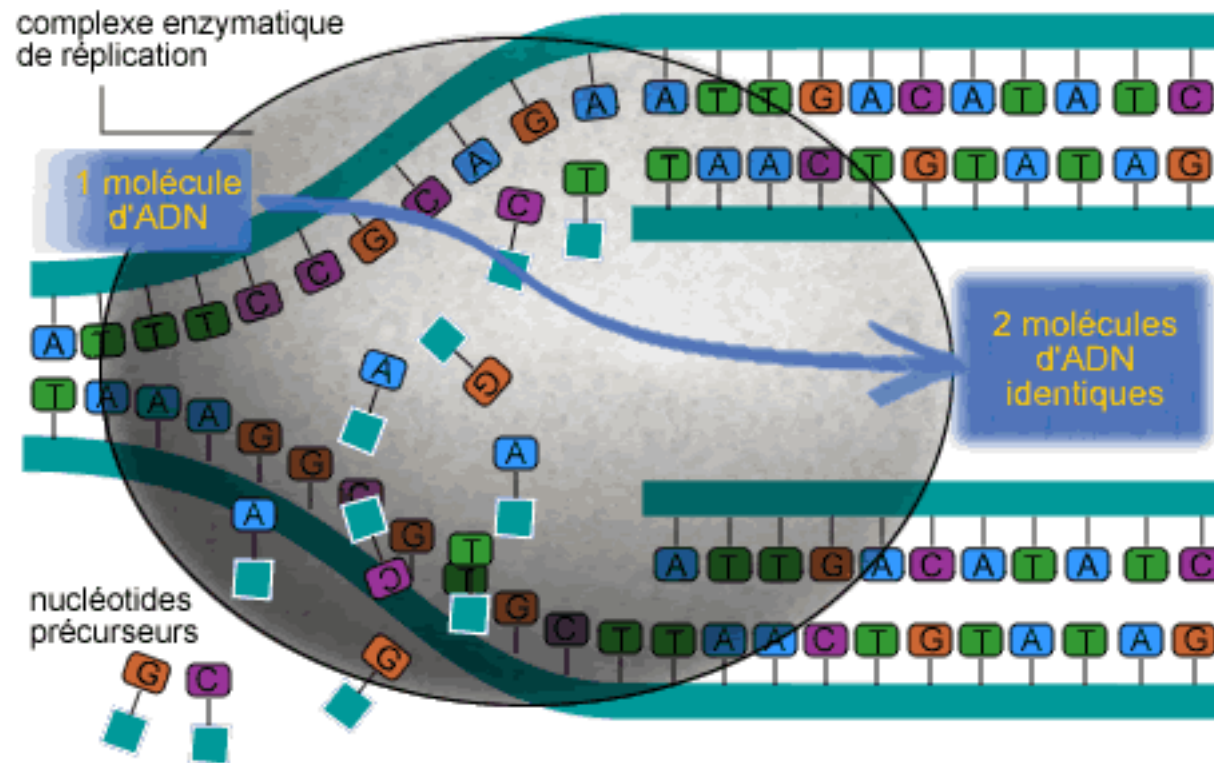 complexe enzymatique
de réplication
1 molécule
d'ADN
A T T T C C G C A G A A T T G A C A T A T C
T A A C T G T A T A G
C T
T A A A G G C G T G C T T A A C T G T A T A G
A G
A
A
C T
2 molécules
d'ADN
identiques
A T T G A C A T A T C
nucléotides
précurseurs
G C G